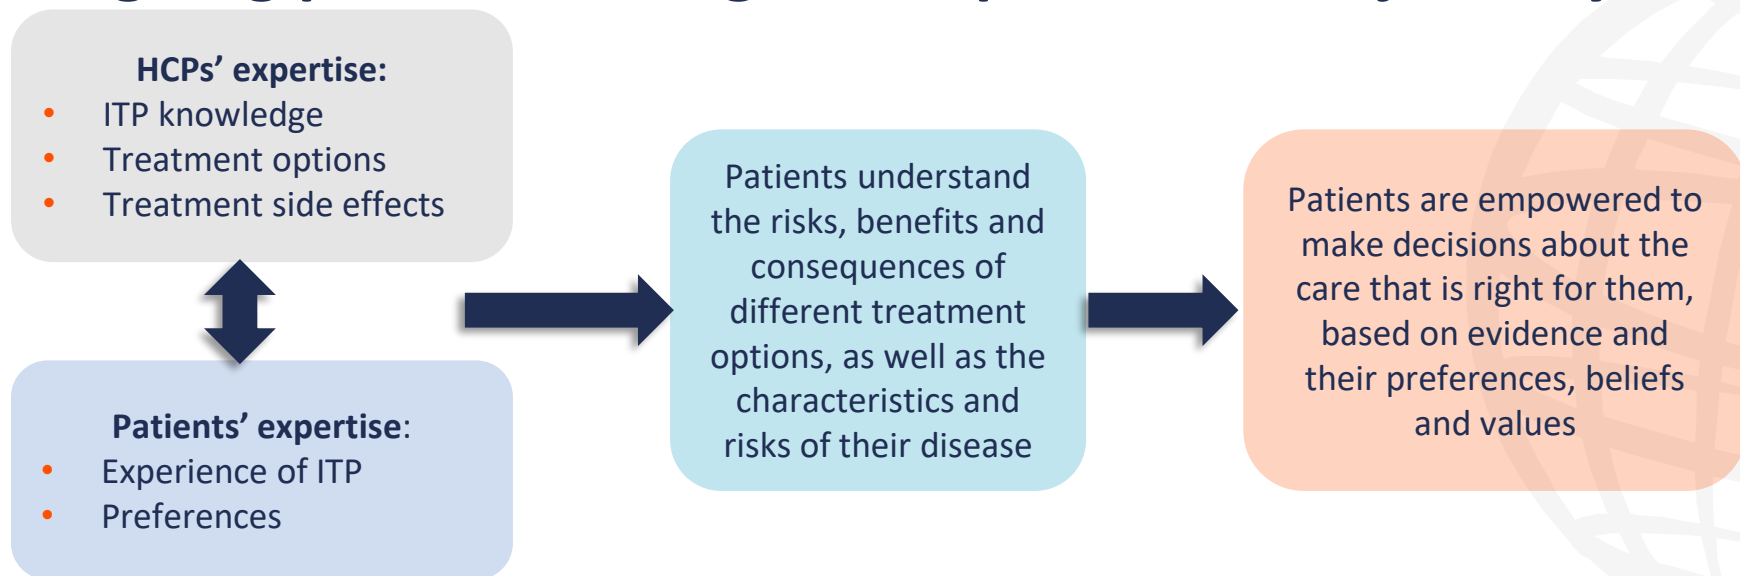 HCPs’ expertise:
• ITP knowledge
• Treatment options
• Treatment side effects
Patients’ expertise:
• Experience of ITP
• Preferences
Patients understand
the risks, benefits and
consequences of
different treatment
options, as well as the
characteristics and
risks of their disease
Patients are empowered to
make decisions about the
care that is right for them,
based on evidence and
their preferences, beliefs
and values